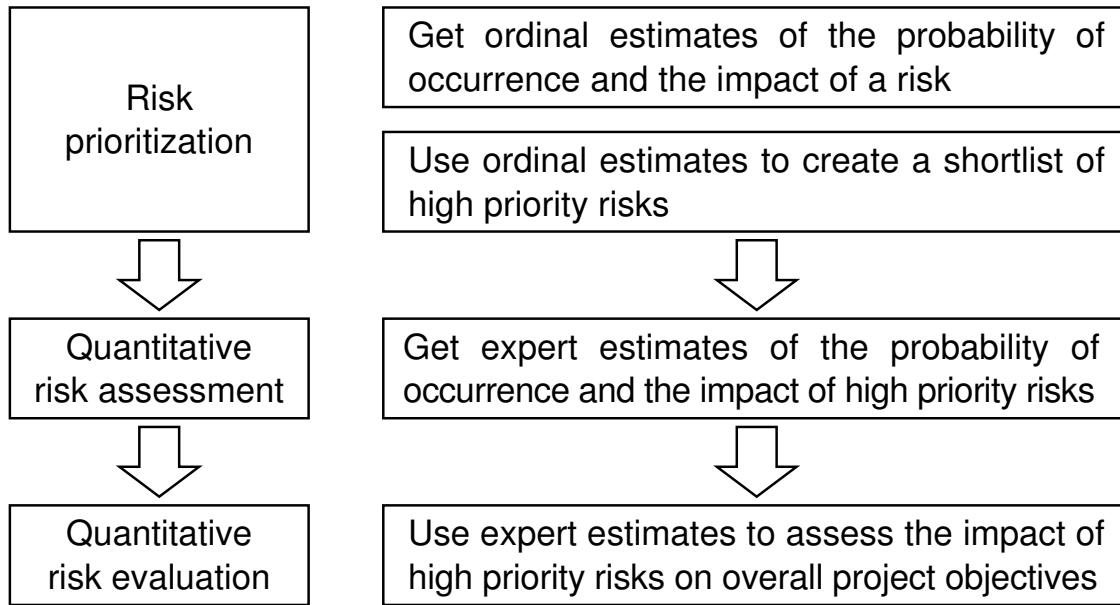 Risk
prioritization
Get ordinal estimates of the probability of
occurrence and the impact of a risk
Use ordinal estimates to create a shortlist of
high priority risks
Quantitative
risk assessment
Get expert estimates of the probability of
occurrence and the impact of high priority risks
Quantitative
risk evaluation
Use expert estimates to assess the impact of
high priority risks on overall project objectives